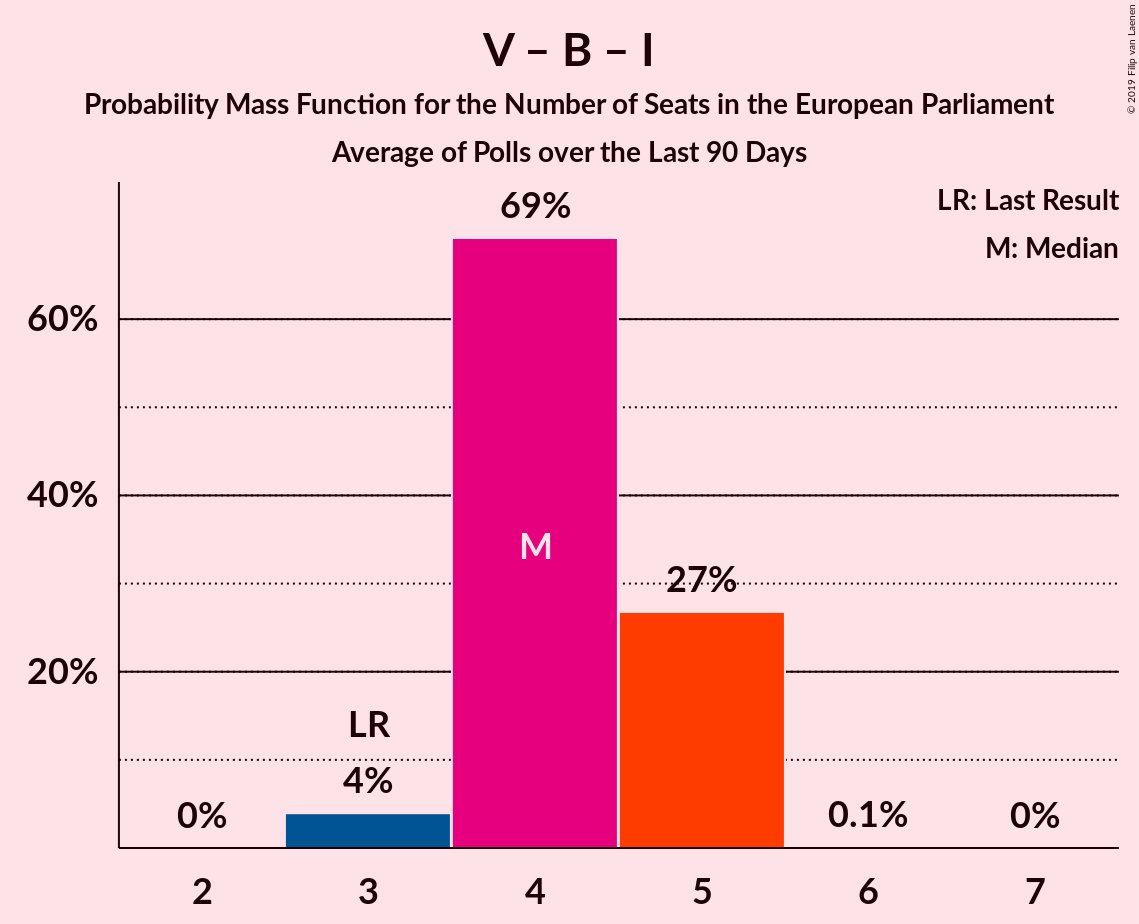 V – B – I
Probability Mass Function for the Number of Seats in the European Parliament
Average of Polls over the Last 90 Days
© 2019 Filip van Laenen
LR: Last Result
M: Median
69%
60%
40%
M
27%
20%
LR
4%
0%
0.1%
0%
2 3 4 5 6 7